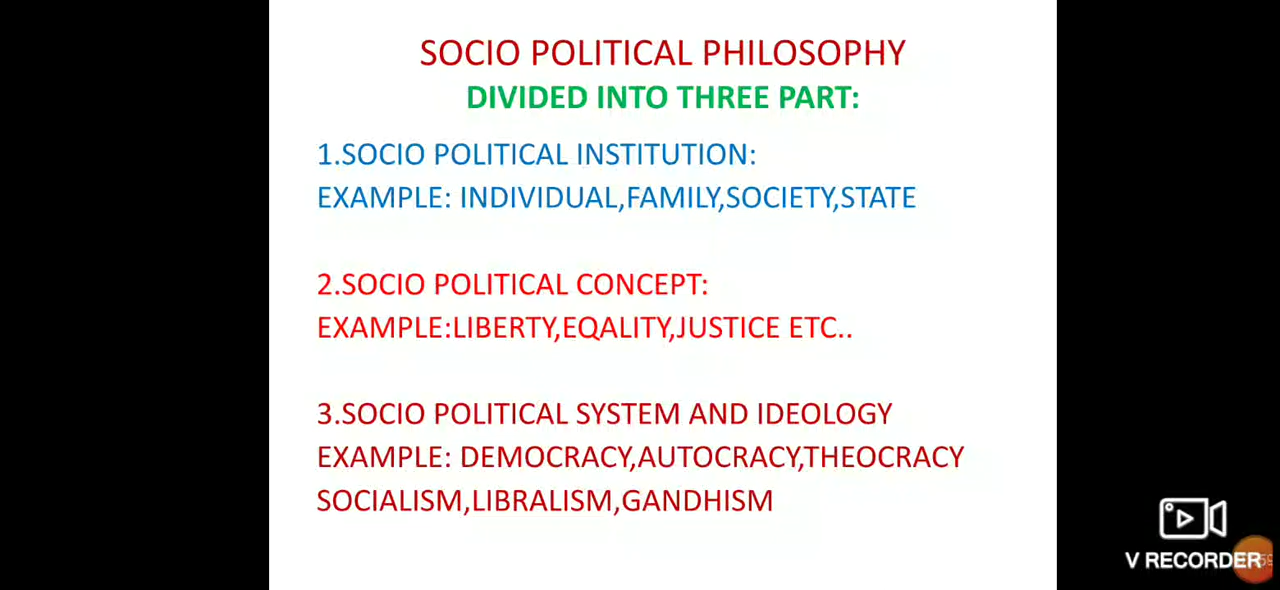 SOCIO POLITICAL PHILOSOPHY
DIVIDED INTO THREE PART:
1.SOCIO POLITICAL INSTITUTION:
EXAMPLE: INDIVIDUAL,FAMILY,SOCIETY,STATE
2.SOCIO POLITICAL CONCEPT:
EXAMPLE:LIBERTY,EQALITY,JUSTICE ETC..
3.SOCIO POLITICAL SYSTEM AND IDEOLOGY
EXAMPLE: DEMOCRACY,AUTOCRACY,THEOCRACY
SOCIALISM,LIBRALISM,GANDHISM
V RECORDER